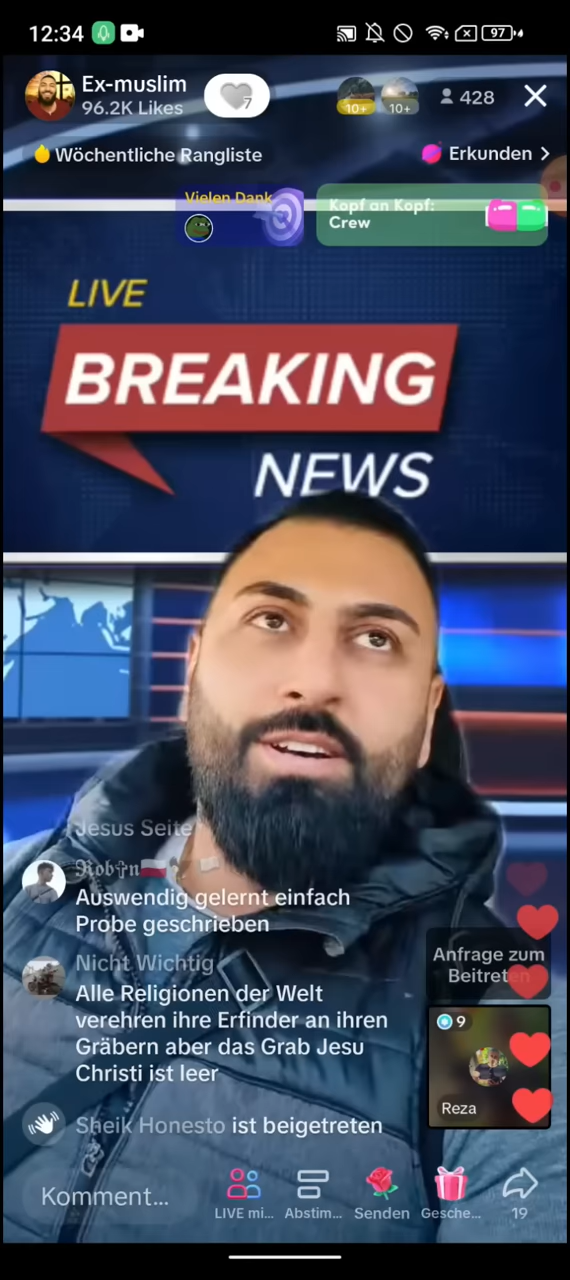 12:34
97
Ex-muslim
96.2K Likes
7
10+
10+
428
Wöchentliche Rangliste
Erkunden
Vielen Dank
Kopf an Kopf:
Crew
LIVE
BREAKING
NEWS
Jesus Seite
𝕽𝖔𝖇✞𝖓
Auswendig gelernt einfach
Probe geschrieben
Nicht Wichtig
Alle Religionen der Welt
verehren ihre Erfinder an ihren
Gräbern aber das Grab Jesu
Christi ist leer
Sheik Honesto ist beigetreten
Anfrage zum
Beitreten
9
Reza
Komment...
LIVE mi...
Abstim...
Senden
Gesche...
19